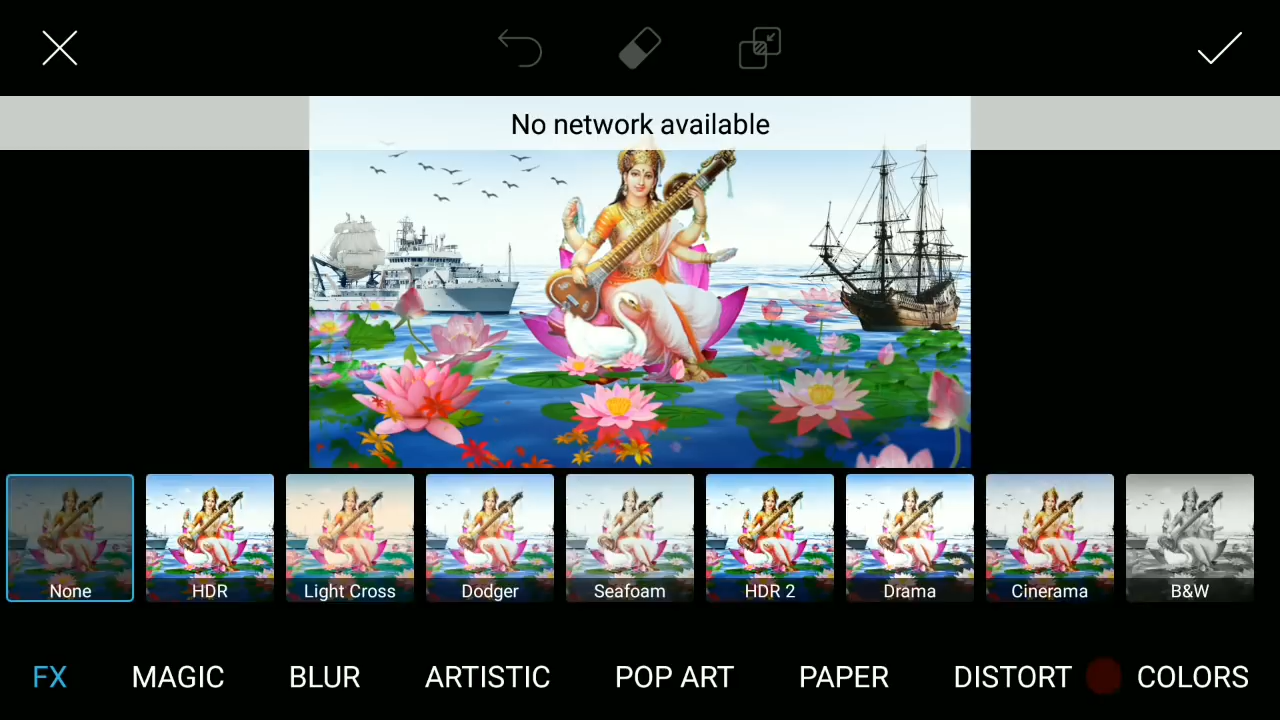 No network available
None HDR Light Cross Dodger Seafoam HDR 2 Drama Cinerama B&W
FX MAGIC BLUR ARTISTIC POP ART PAPER DISTORT COLORS